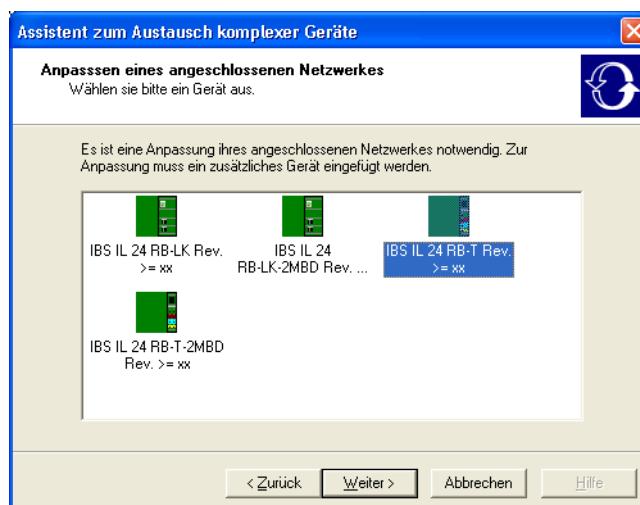 Assistent zum Austausch komplexer Geräte
Anpasssen eines angeschlossenen Netzwerkes
Wählen sie bitte ein Gerät aus.
Es ist eine Anpassung ihres angeschlossenen Netzwerkes notwendig. Zur
Anpassung muss ein zusätzliches Gerät eingefügt werden.
IBS IL 24 RB-LK Rev.
>= xx
IBS IL 24
RB-LK-2MBD Rev. ...
IBS IL 24 RB-T Rev.
>= xx
IBS IL 24 RB-T-2MBD
Rev. >= xx
< Zurück
Weiter >
Abbrechen
Hilfe